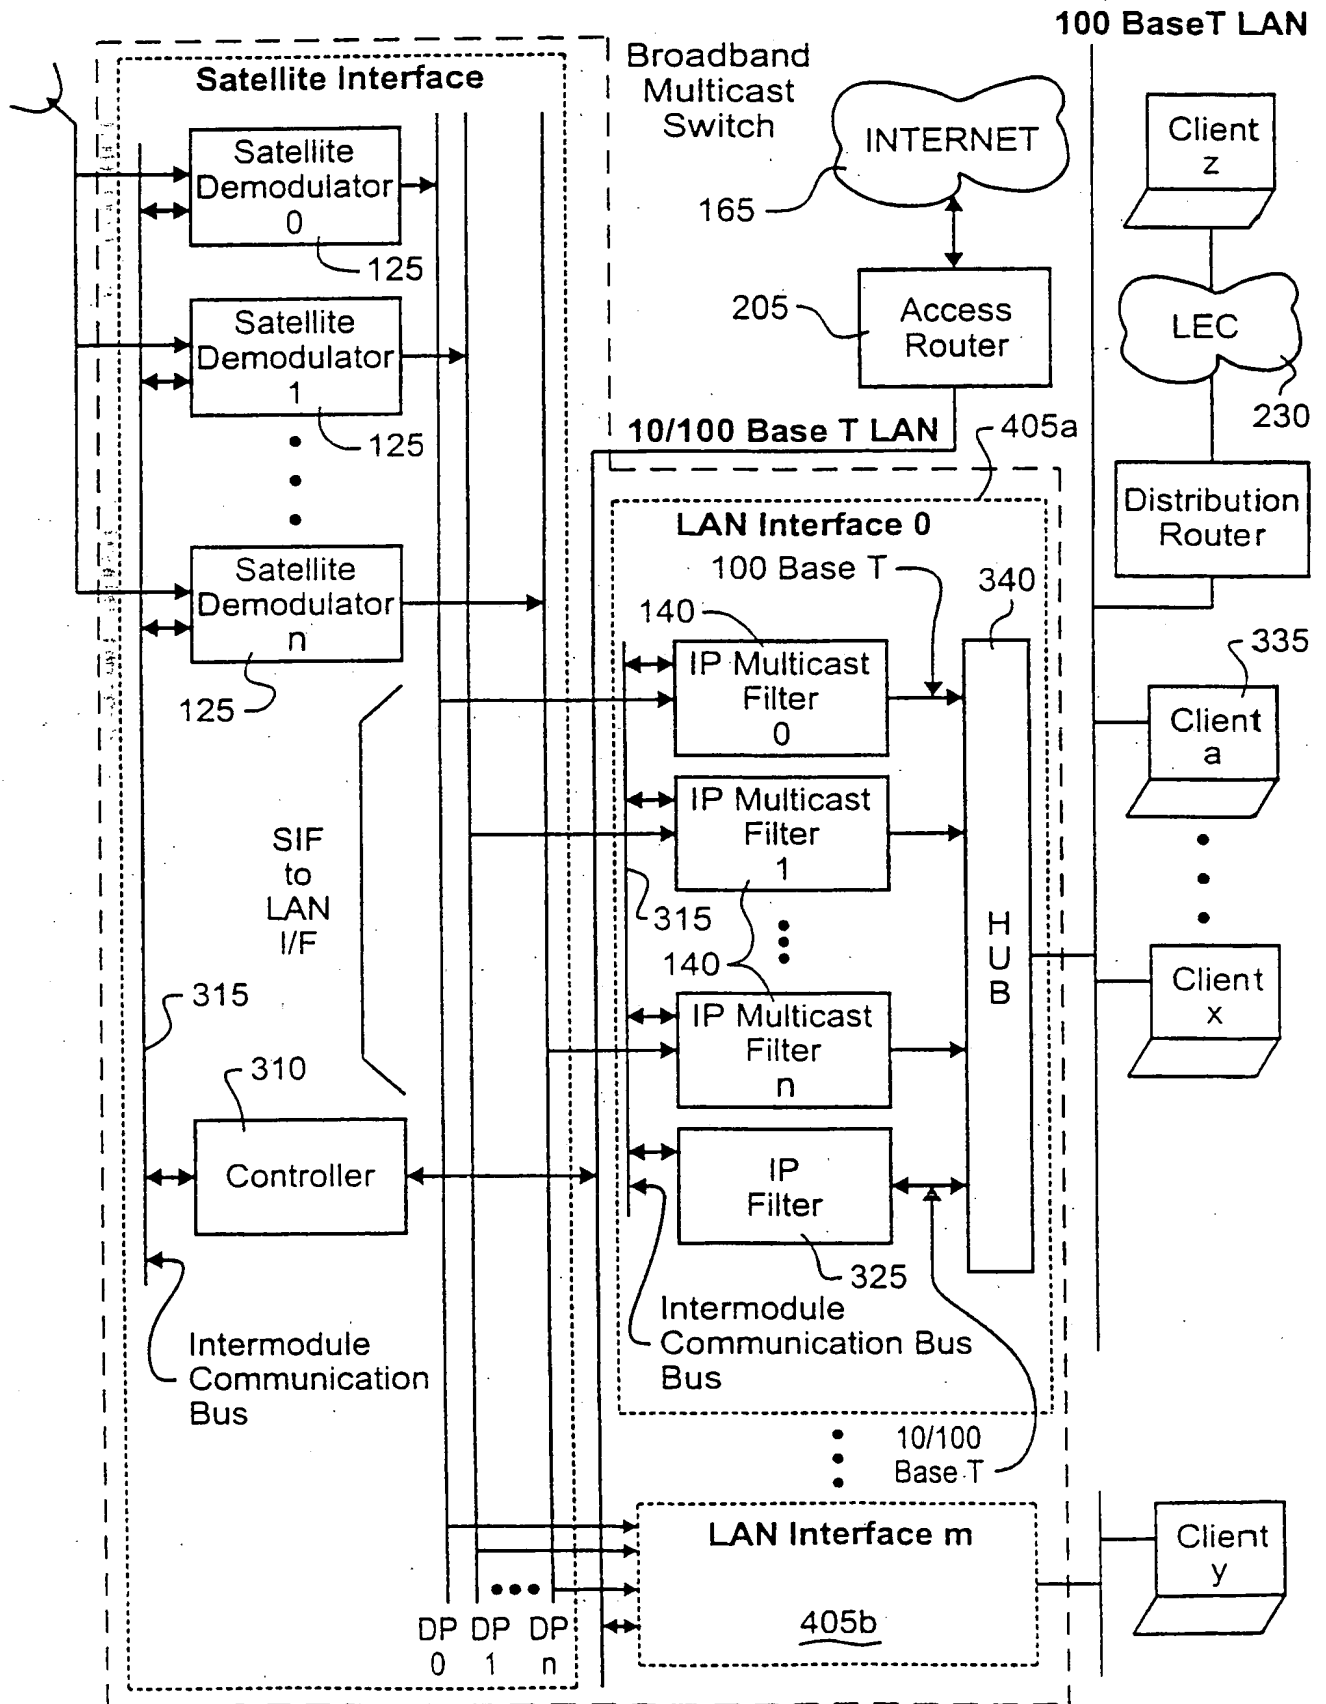 100 BaseT LAN
Satellite Interface
Broadband
Multicast
Switch
INTERNET
165
Client
z
Satellite
Demodulator
0
125
205
Access
Router
LEC
230
Satellite
Demodulator
1
125
10/100 Base T LAN
405a
Distribution
Router
LAN Interface 0
100 Base T
340
Satellite
Demodulator
n
125
140
IP Multicast
Filter
0
335
Client
a
IP Multicast
Filter
1
SIF
to
LAN
I/F
315
140
H
U
B
Client
x
315
IP Multicast
Filter
n
310
Controller
IP
Filter
325
Intermodule
Communication
Bus
Intermodule
Communication Bus
Bus
10/100
Base T
LAN Interface m
405b
Client
y
DP
0
DP
1
DP
n